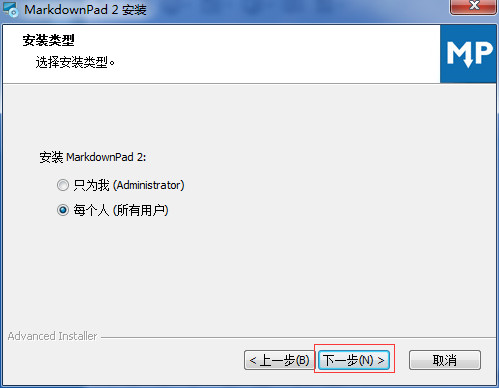 MarkdownPad 2 安装
安装类型
选择安装类型。
MP
安装 MarkdownPad 2:
只为我 (Administrator)
每个人 (所有用户)
Advanced Installer
< 上一步(B)
下一步(N) >
取消